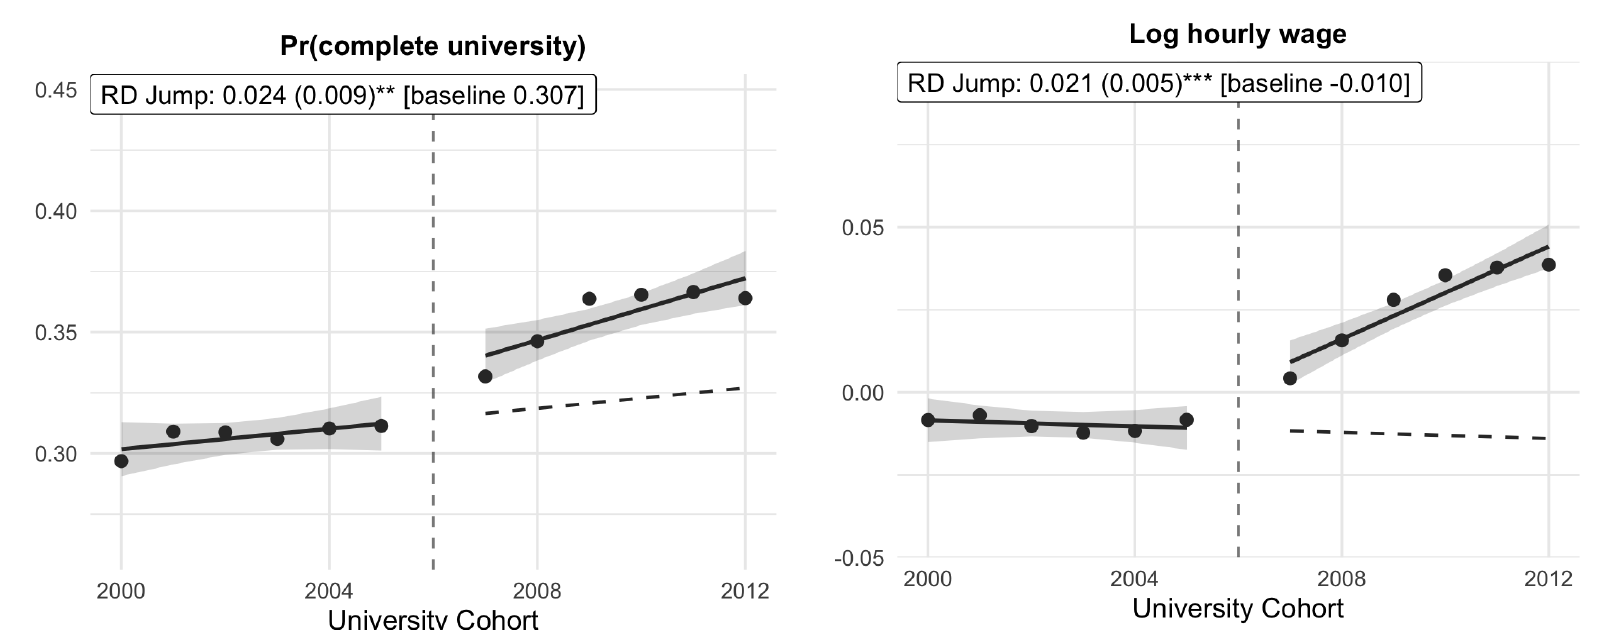 Pr(complete university)
RD Jump: 0.024 (0.009)** [baseline 0.307]
0.45
0.40
0.35
0.30
2000
2004
2008
2012
University Cohort
Log hourly wage
RD Jump: 0.021 (0.005)*** [baseline -0.010]
0.05
0.00
-0.05
2000
2004
2008
2012
University Cohort